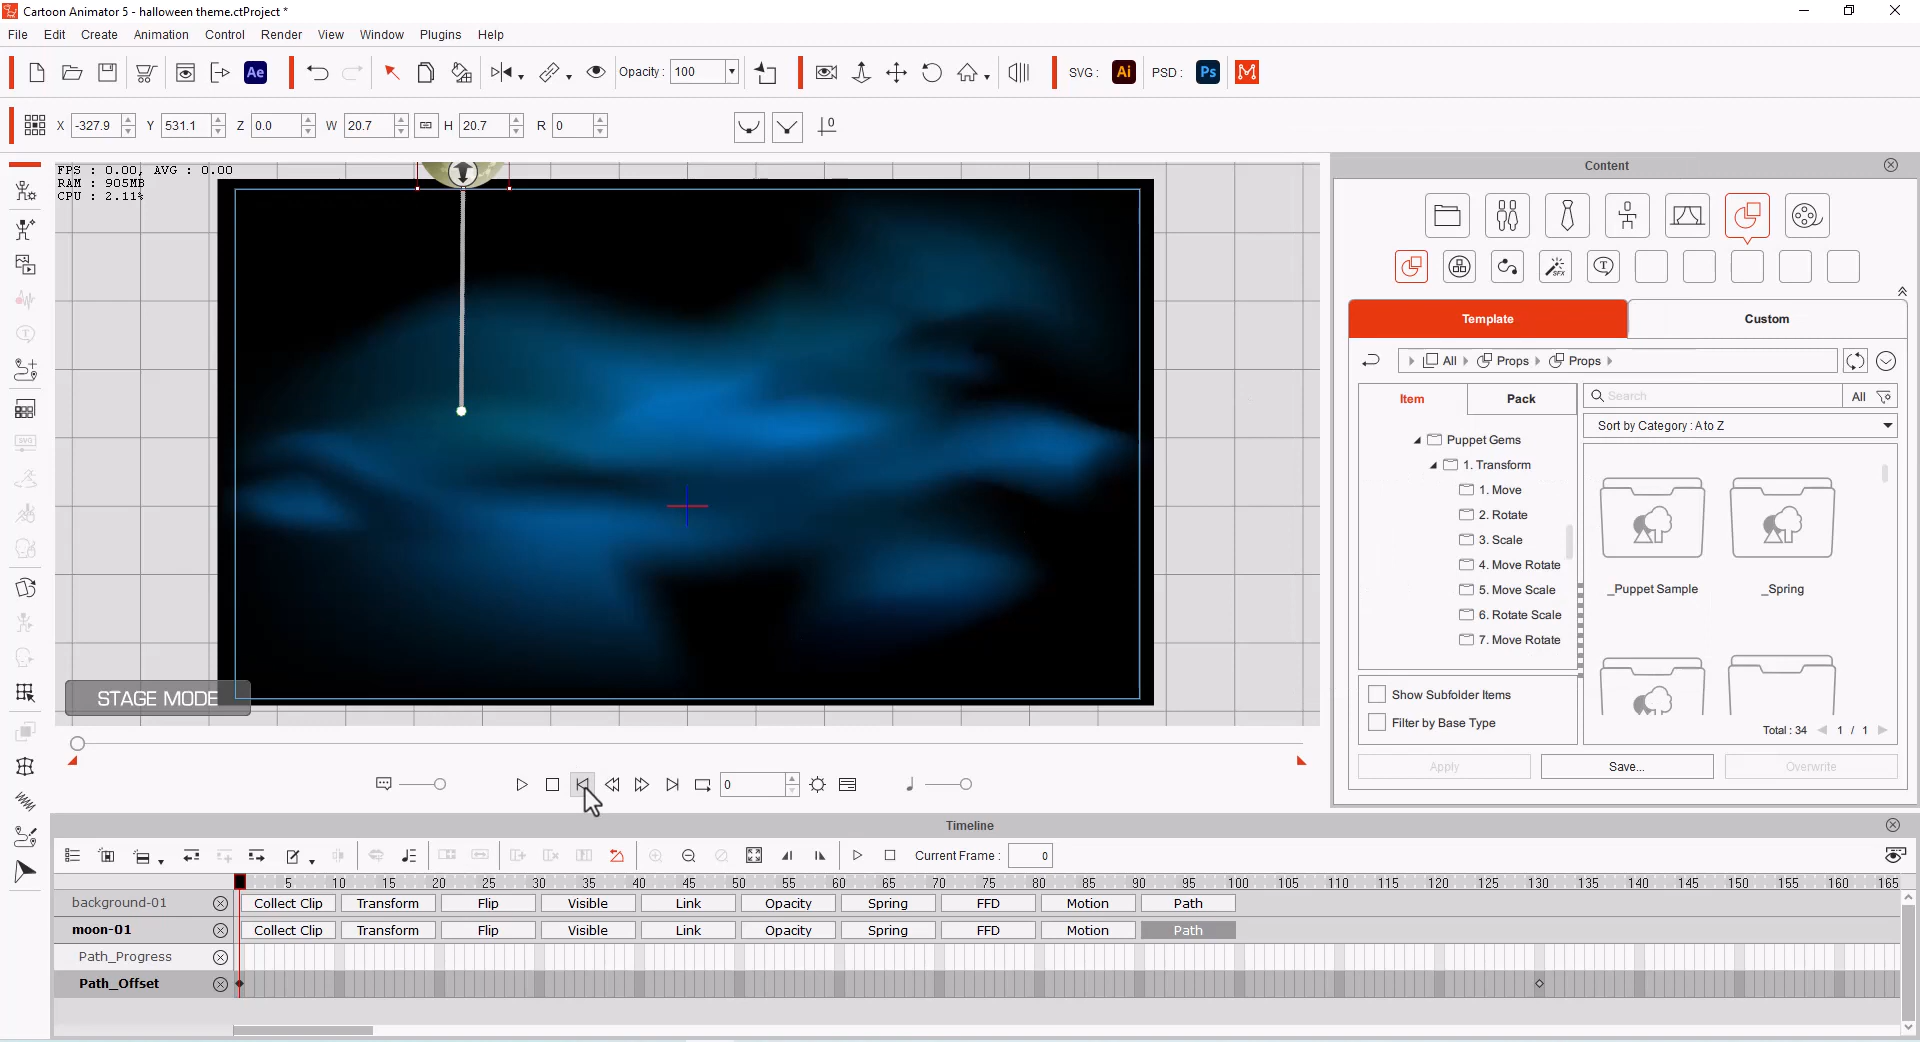 Cartoon Animator 5 - halloween theme.ctProject *
File Edit Create Animation Control Render View Window Plugins Help
Ae Opacity : 100 SVG : Ai PSD : Ps
X -327.9 Y 531.1 Z 0.0 W 20.7 H 20.7 R 0 0
FPS : 0.00, AVG : 0.00
RAM : 905MB
CPU : 2.11%
STAGE MODE
0
Content
SFX T
Template Custom
All Props Props
Item Pack Search All
Sort by Category : A to Z
Puppet Gems
1. Transform
1. Move
2. Rotate
3. Scale
4. Move Rotate
5. Move Scale
6. Rotate Scale
7. Move Rotate
_Puppet Sample _Spring
Show Subfolder Items
Filter by Base Type
Total : 34 1 / 1
Apply Save... Overwrite
Timeline
Current Frame : 0
5 10 15 20 25 30 35 40 45 50 55 60 65 70 75 80 85 90 95 100 105 110 115 120 125 130 135 140 145 150 155 160 165
background-01 Collect Clip Transform Flip Visible Link Opacity Spring FFD Motion Path
moon-01 Collect Clip Transform Flip Visible Link Opacity Spring FFD Motion Path
Path_Progress
Path_Offset